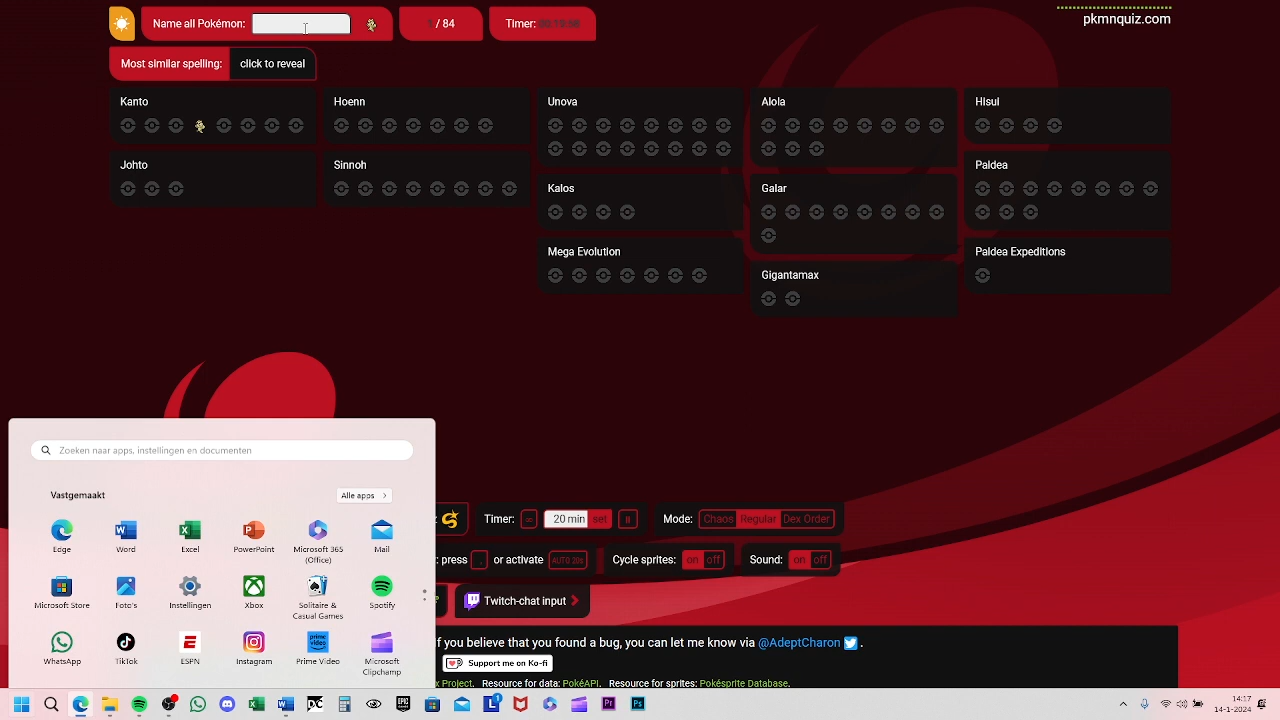 Name all Pokémon:
/ 84
Timer:
pkmnquiz.com
Most similar spelling: click to reveal
Kanto
Hoenn
Unova
Alola
Hisui
Johto
Sinnoh
Kalos
Galar
Paldea
Mega Evolution
Gigantamax
Paldea Expeditions
Zoeken naar apps, instellingen en documenten
Vastgemaakt
Alle apps >
Edge
Word
Excel
PowerPoint
Microsoft 365 (Office)
Mail
Microsoft Store
Foto's
Instellingen
Xbox
Solitaire & Casual Games
Spotify
WhatsApp
TikTok
ESPN
Instagram
Prime Video
Microsoft Clipchamp
Timer: ∞ 20 min set
Mode: Chaos Regular Dex Order
: press , or activate AUTO: 20s
Cycle sprites: on off
Sound: on off
Twitch-chat input
f you believe that you found a bug, you can let me know via @AdeptCharon .
Support me on Ko-fi
x Project. Resource for data: PokéAPI. Resource for sprites: Pokésprite Database.
14:17
14-1-2024